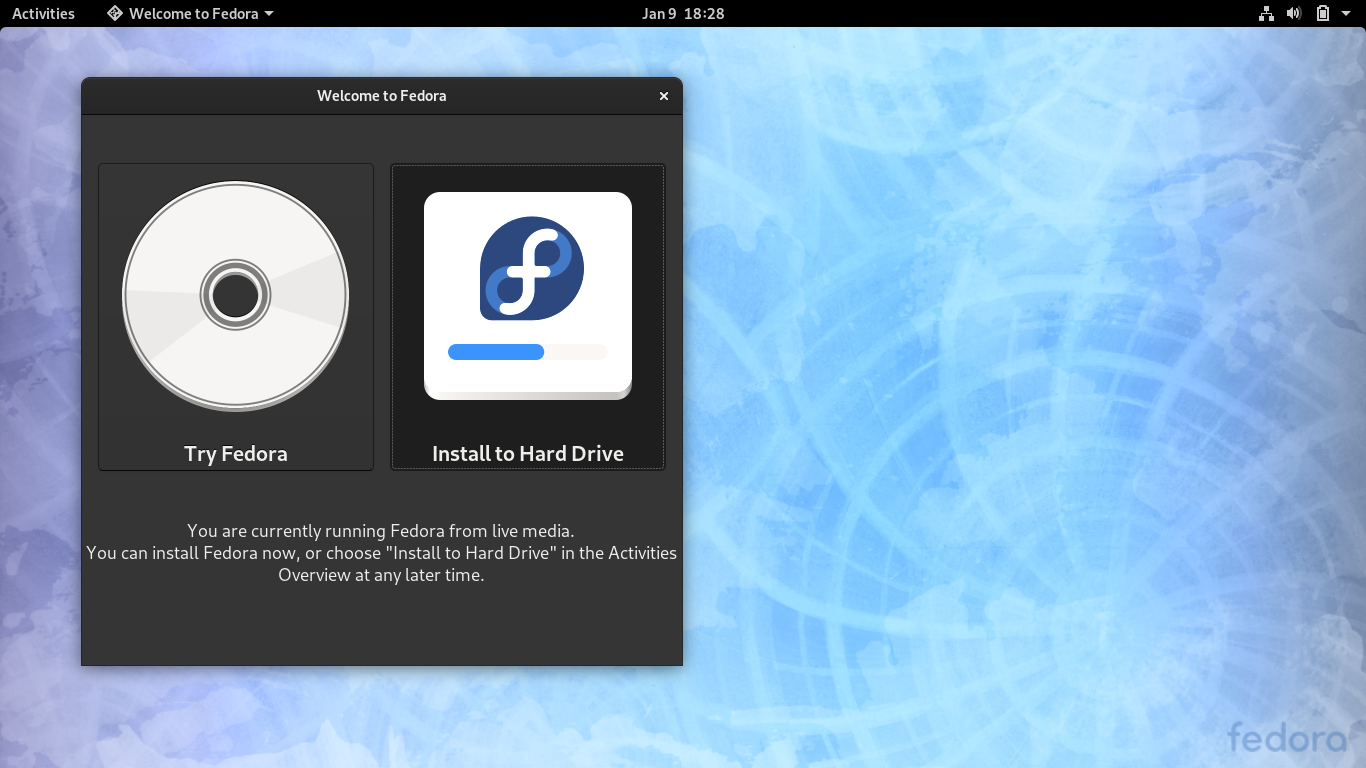 Activities Welcome to Fedora Jan 9 18:28
Welcome to Fedora
Try Fedora
Install to Hard Drive
You are currently running Fedora from live media.
You can install Fedora now, or choose "Install to Hard Drive" in the Activities
Overview at any later time.
fedora